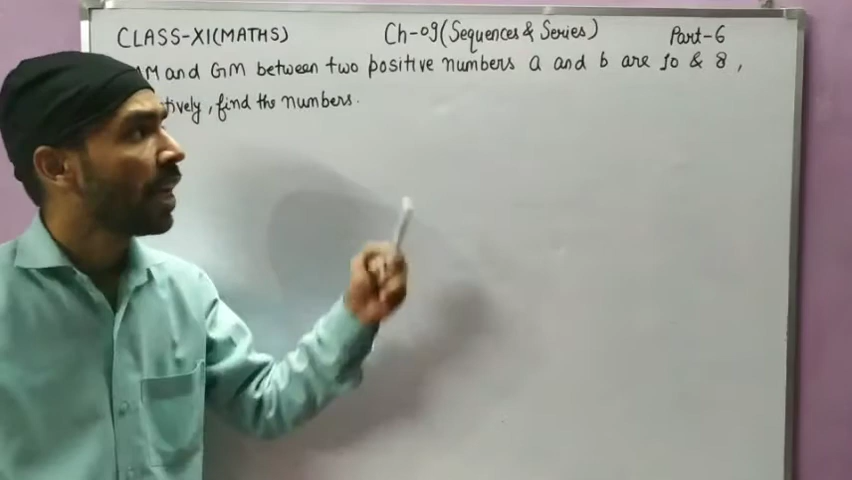 CLASS-XI(MATHS) Ch-09(Sequences & Series) Part-6
AM and GM between two positive numbers a and b are 10 & 8,
tively, find the numbers.